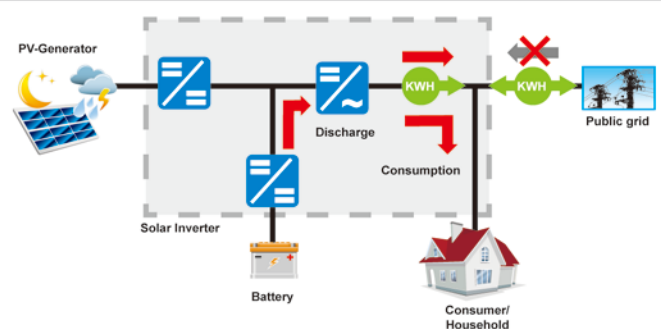 PV-Generator
KWH
KWH
Public grid
Discharge
Consumption
Solar Inverter
Battery
Consumer/
Household